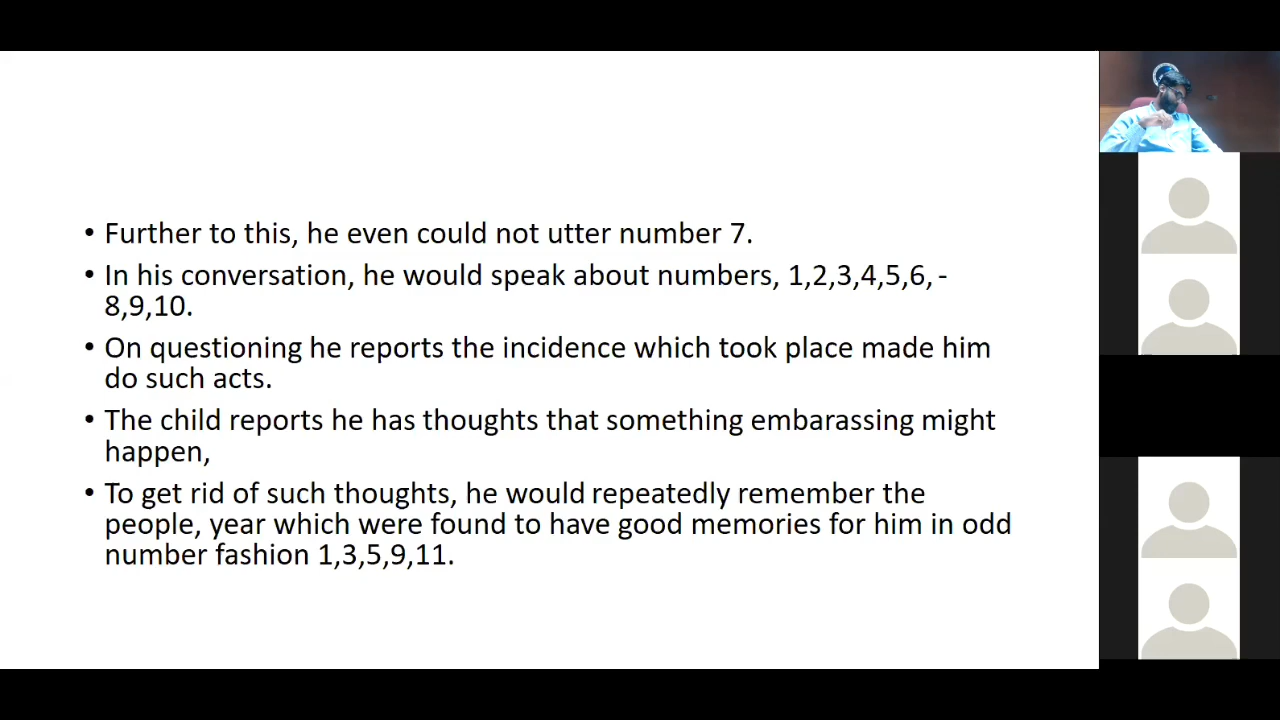 • Further to this, he even could not utter number 7.
• In his conversation, he would speak about numbers, 1,2,3,4,5,6, -
8,9,10.
• On questioning he reports the incidence which took place made him
do such acts.
• The child reports he has thoughts that something embarassing might
happen,
• To get rid of such thoughts, he would repeatedly remember the
people, year which were found to have good memories for him in odd
number fashion 1,3,5,9,11.